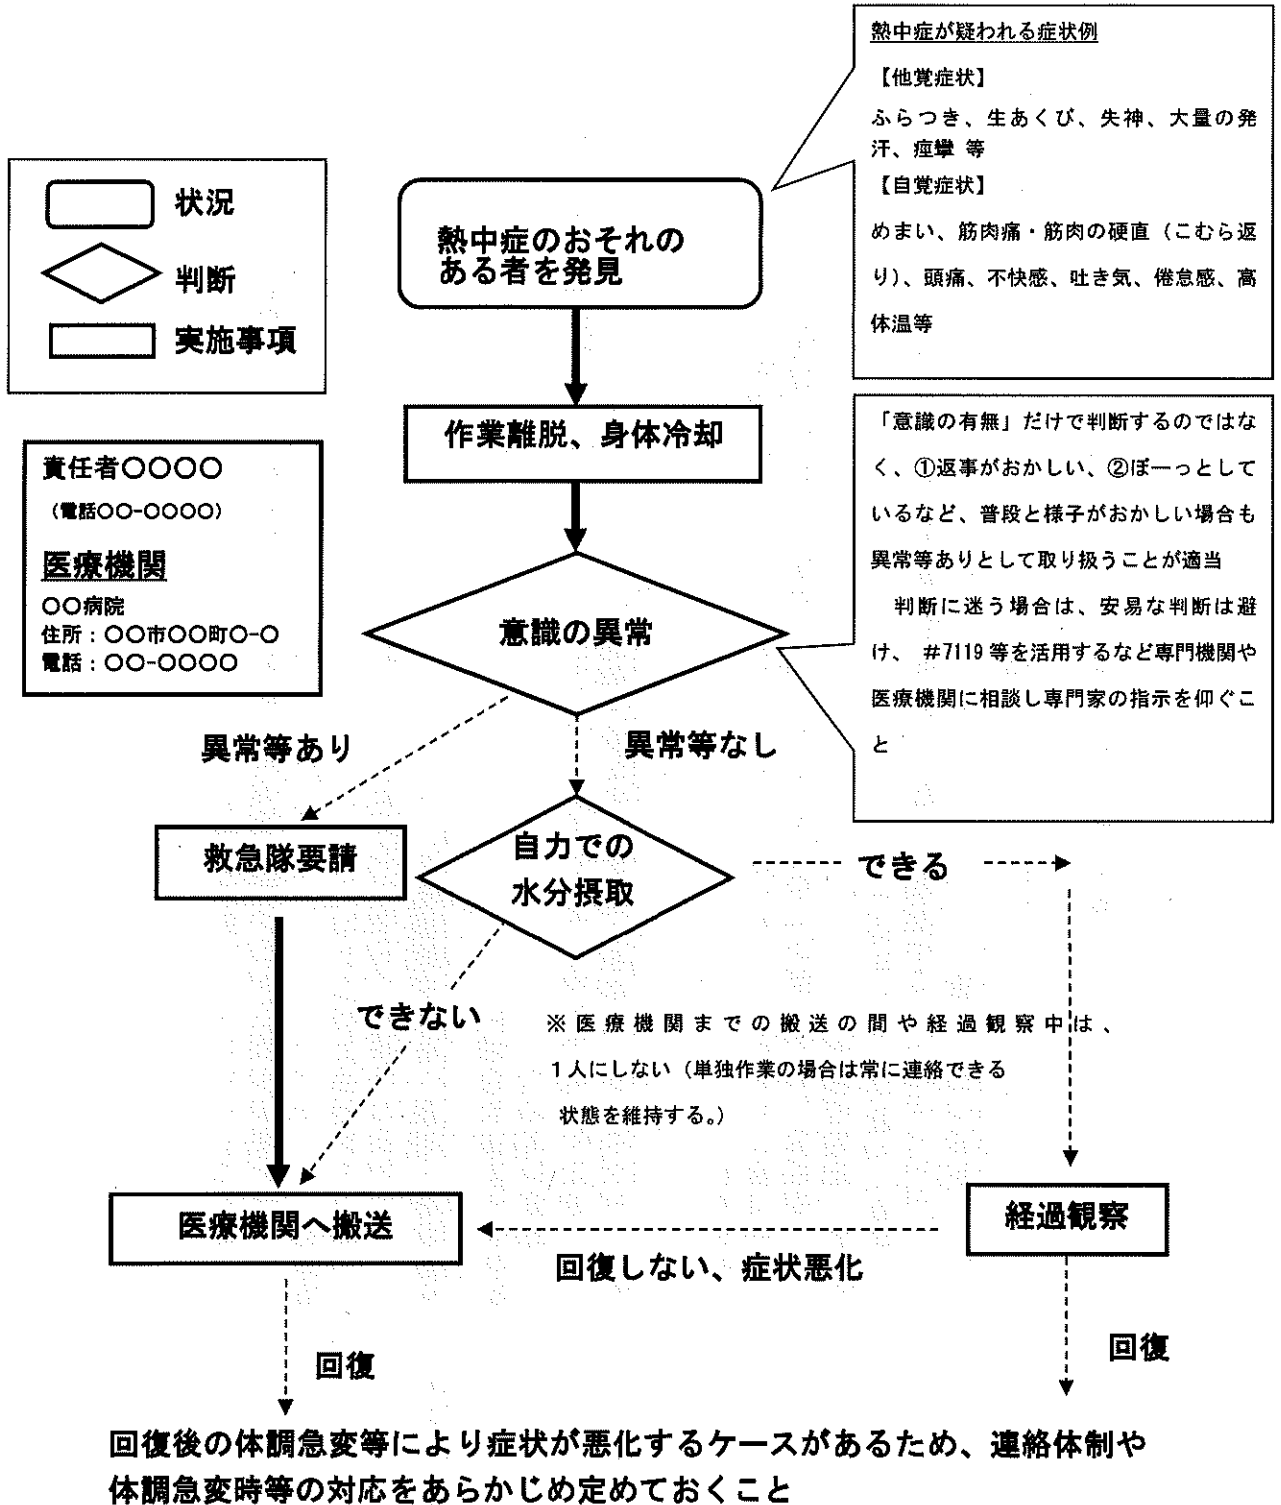 熱中症が疑われる症状例
【他覚症状】
ふらつき、生あくび、失神、大量の発
汗、痙攣 等
【自覚症状】
めまい、筋肉痛・筋肉の硬直（こむら返
り）、頭痛、不快感、吐き気、倦怠感、高
体温等
状況
判断
実施事項
熱中症のおそれの
ある者を発見
作業離脱、身体冷却
責任者〇〇〇〇
（電話〇〇-〇〇〇〇）
医療機関
〇〇病院
住所：〇〇市〇〇町〇-〇
電話：〇〇-〇〇〇〇
「意識の有無」だけで判断するのではな
く、①返事がおかしい、②ぼーっとして
いるなど、普段と様子がおかしい場合も
異常等ありとして取り扱うことが適当
判断に迷う場合は、安易な判断は避
け、 #7119 等を活用するなど専門機関や
医療機関に相談し専門家の指示を仰ぐこ
と
意識の異常
異常等あり
異常等なし
救急隊要請
自力での
水分摂取
できる
できない
※医療機関までの搬送の間や経過観察中は、
１人にしない（単独作業の場合は常に連絡できる
状態を維持する。）
医療機関へ搬送
経過観察
回復しない、症状悪化
回復
回復
回復後の体調急変等により症状が悪化するケースがあるため、連絡体制や
体調急変時等の対応をあらかじめ定めておくこと